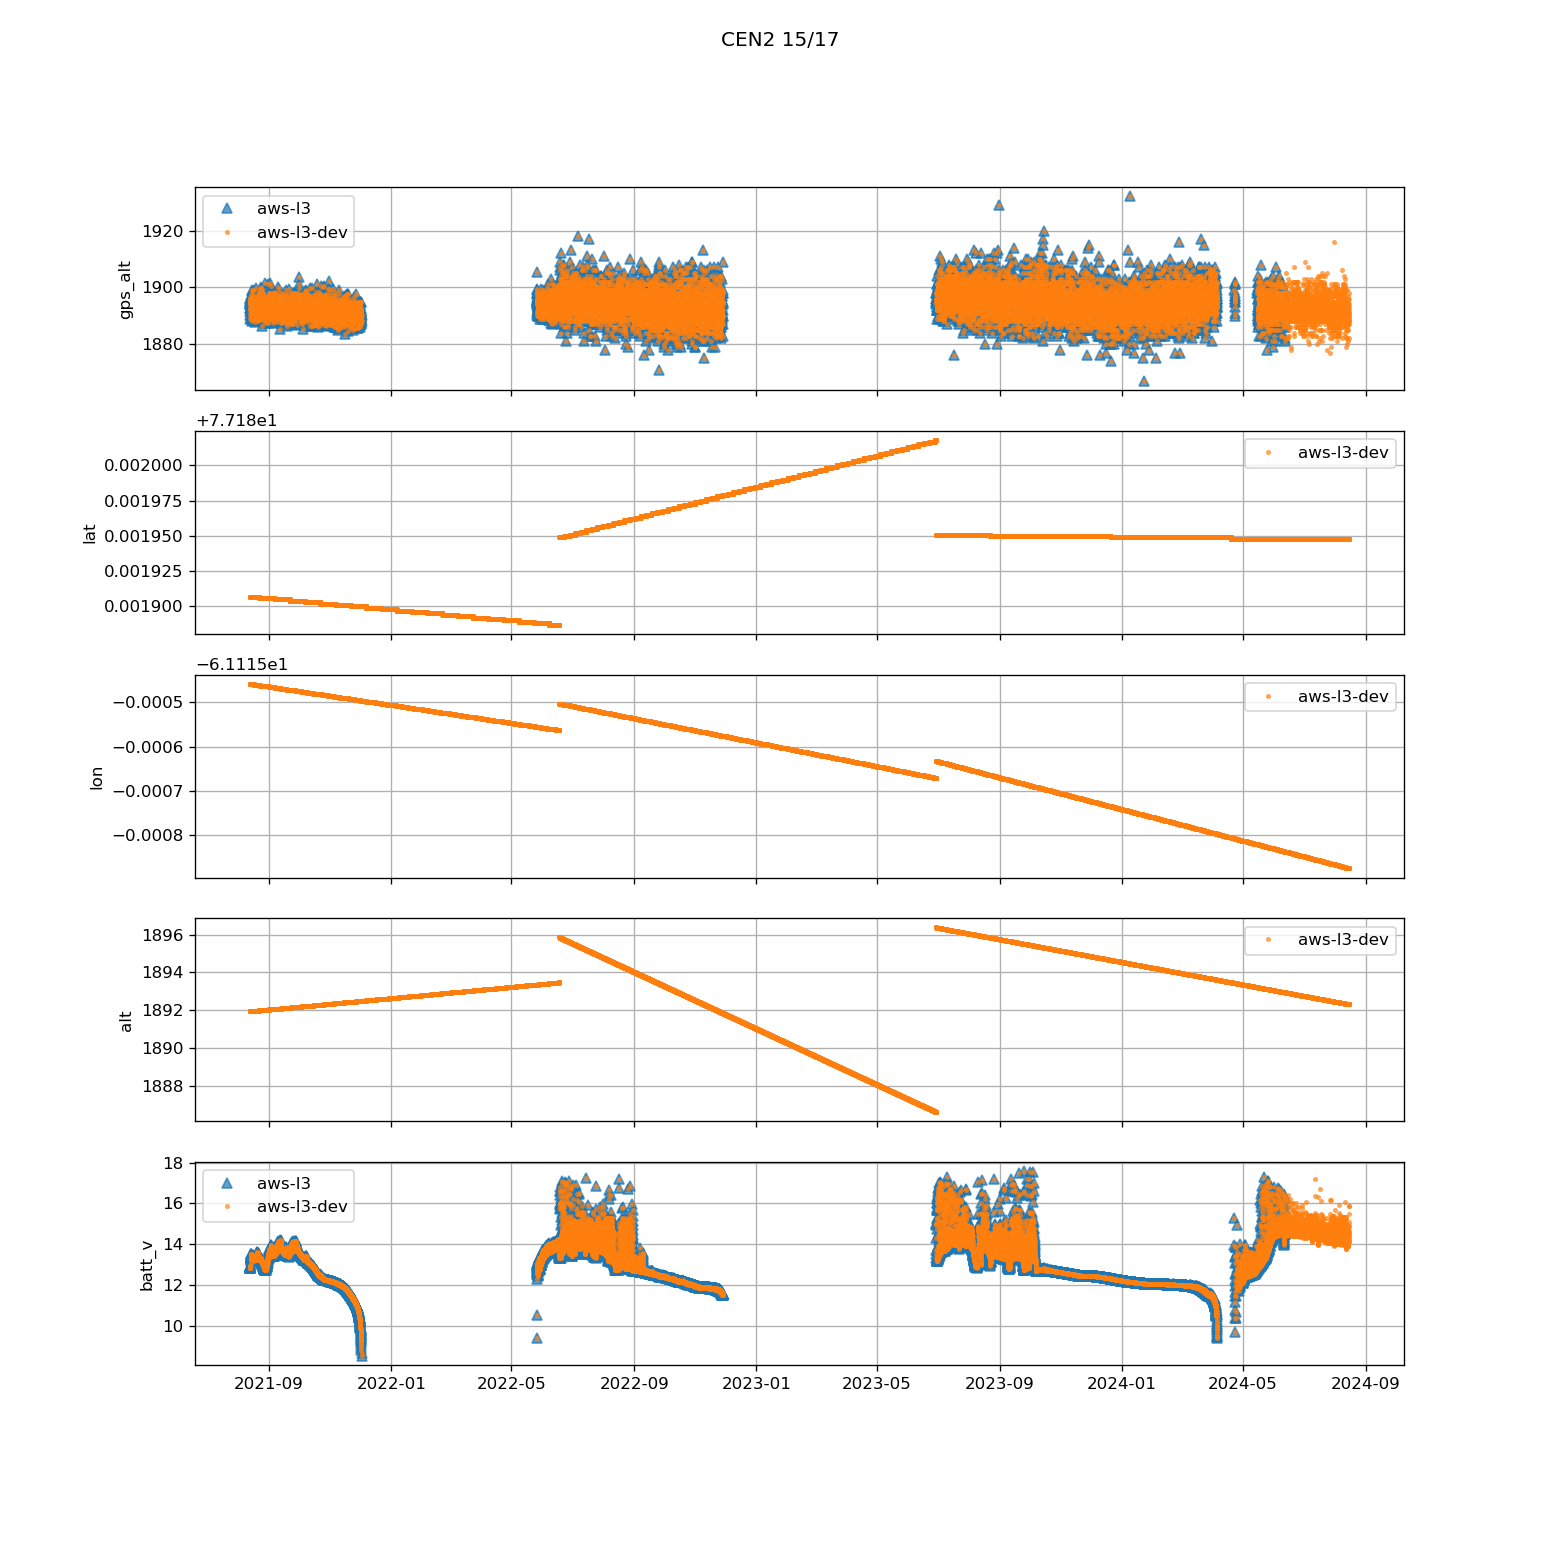 CEN2 15/17
aws-l3
aws-l3-dev
1920
1900
1880
gps_alt
+7.718e1
aws-l3-dev
0.002000
0.001975
0.001950
0.001925
0.001900
lat
−6.1115e1
aws-l3-dev
−0.0005
−0.0006
−0.0007
−0.0008
lon
aws-l3-dev
1896
1894
1892
1890
1888
alt
aws-l3
aws-l3-dev
18
16
14
12
10
batt_v
2021-09 2022-01 2022-05 2022-09 2023-01 2023-05 2023-09 2024-01 2024-05 2024-09